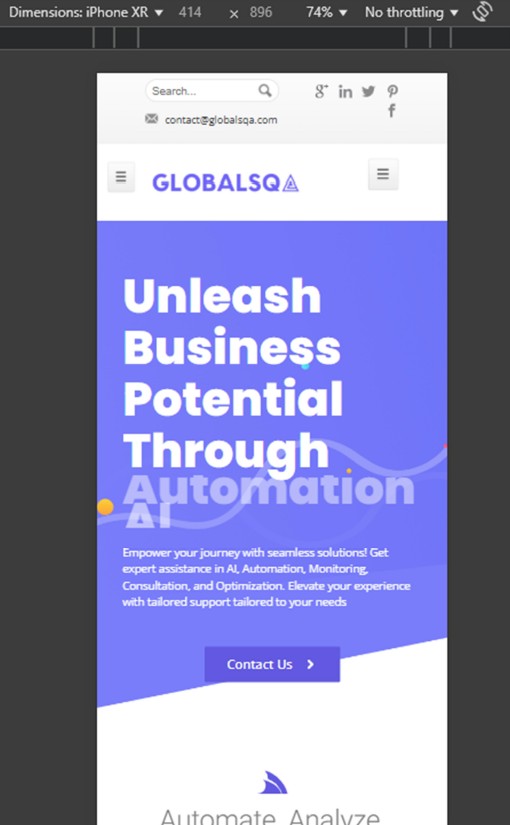 Dimensions: iPhone XR ▼ 414 × 896 74% ▼ No throttling ▼
Search...
contact@globalsqa.com
GLOBALSQA
Unleash
Business
Potential
Through
Automation
AI
Empower your journey with seamless solutions! Get
expert assistance in AI, Automation, Monitoring,
Consultation, and Optimization. Elevate your experience
with tailored support tailored to your needs
Contact Us
Automate, Analyze